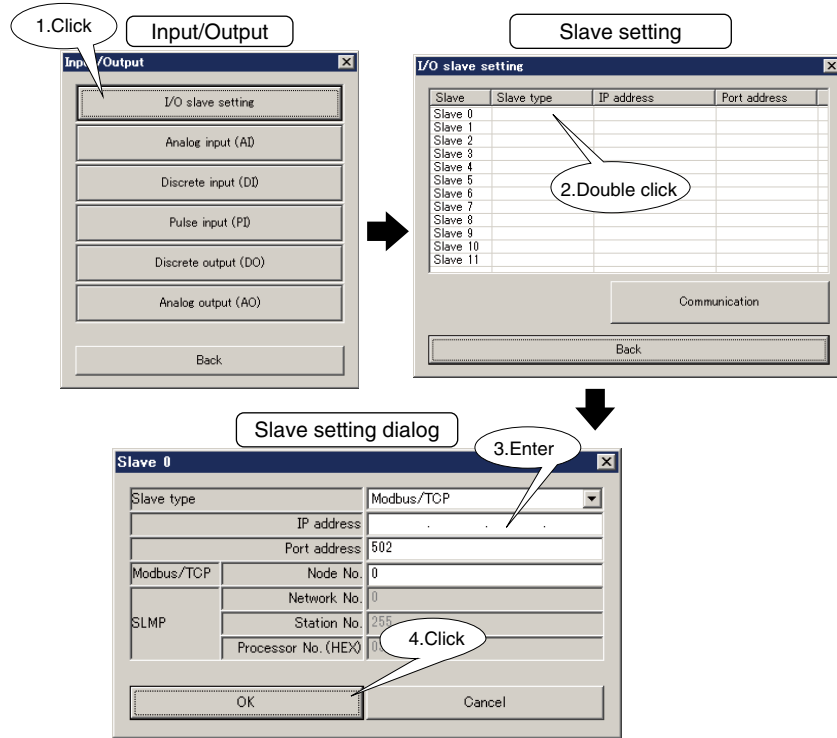 1.Click
Input/Output
Slave setting
Input/Output
I/O slave setting
Analog input (AI)
Discrete input (DI)
Pulse input (PI)
Discrete output (DO)
Analog output (AO)
Back
I/O slave setting
Slave Slave type IP address Port address
Slave 0
Slave 1
Slave 2
Slave 3
Slave 4
Slave 5
Slave 6
Slave 7
Slave 8
Slave 9
Slave 10
Slave 11
2.Double click
Communication
Back
Slave setting dialog
3.Enter
Slave 0
Slave type Modbus/TCP
IP address . . .
Port address 502
Modbus/TCP Node No. 0
Network No. 0
SLMP Station No. 255
Processor No.(HEX)
4.Click
OK Cancel